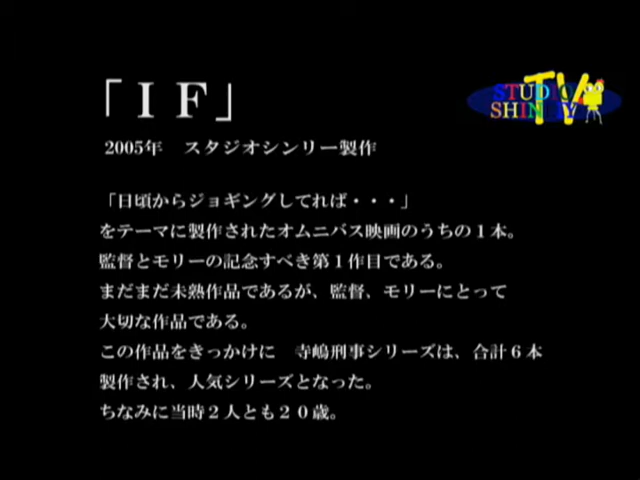 「ＩＦ」
STUDIO
TV
2005年　スタジオシンリー製作
「日頃からジョギングしてれば・・・」
をテーマに製作されたオムニバス映画のうちの１本。
監督とモリーの記念すべき第１作目である。
まだまだ未熟作品であるが、監督、モリーにとって
大切な作品である。
この作品をきっかけに　寺嶋刑事シリーズは、合計６本
製作され、人気シリーズとなった。
ちなみに当時２人とも２０歳。